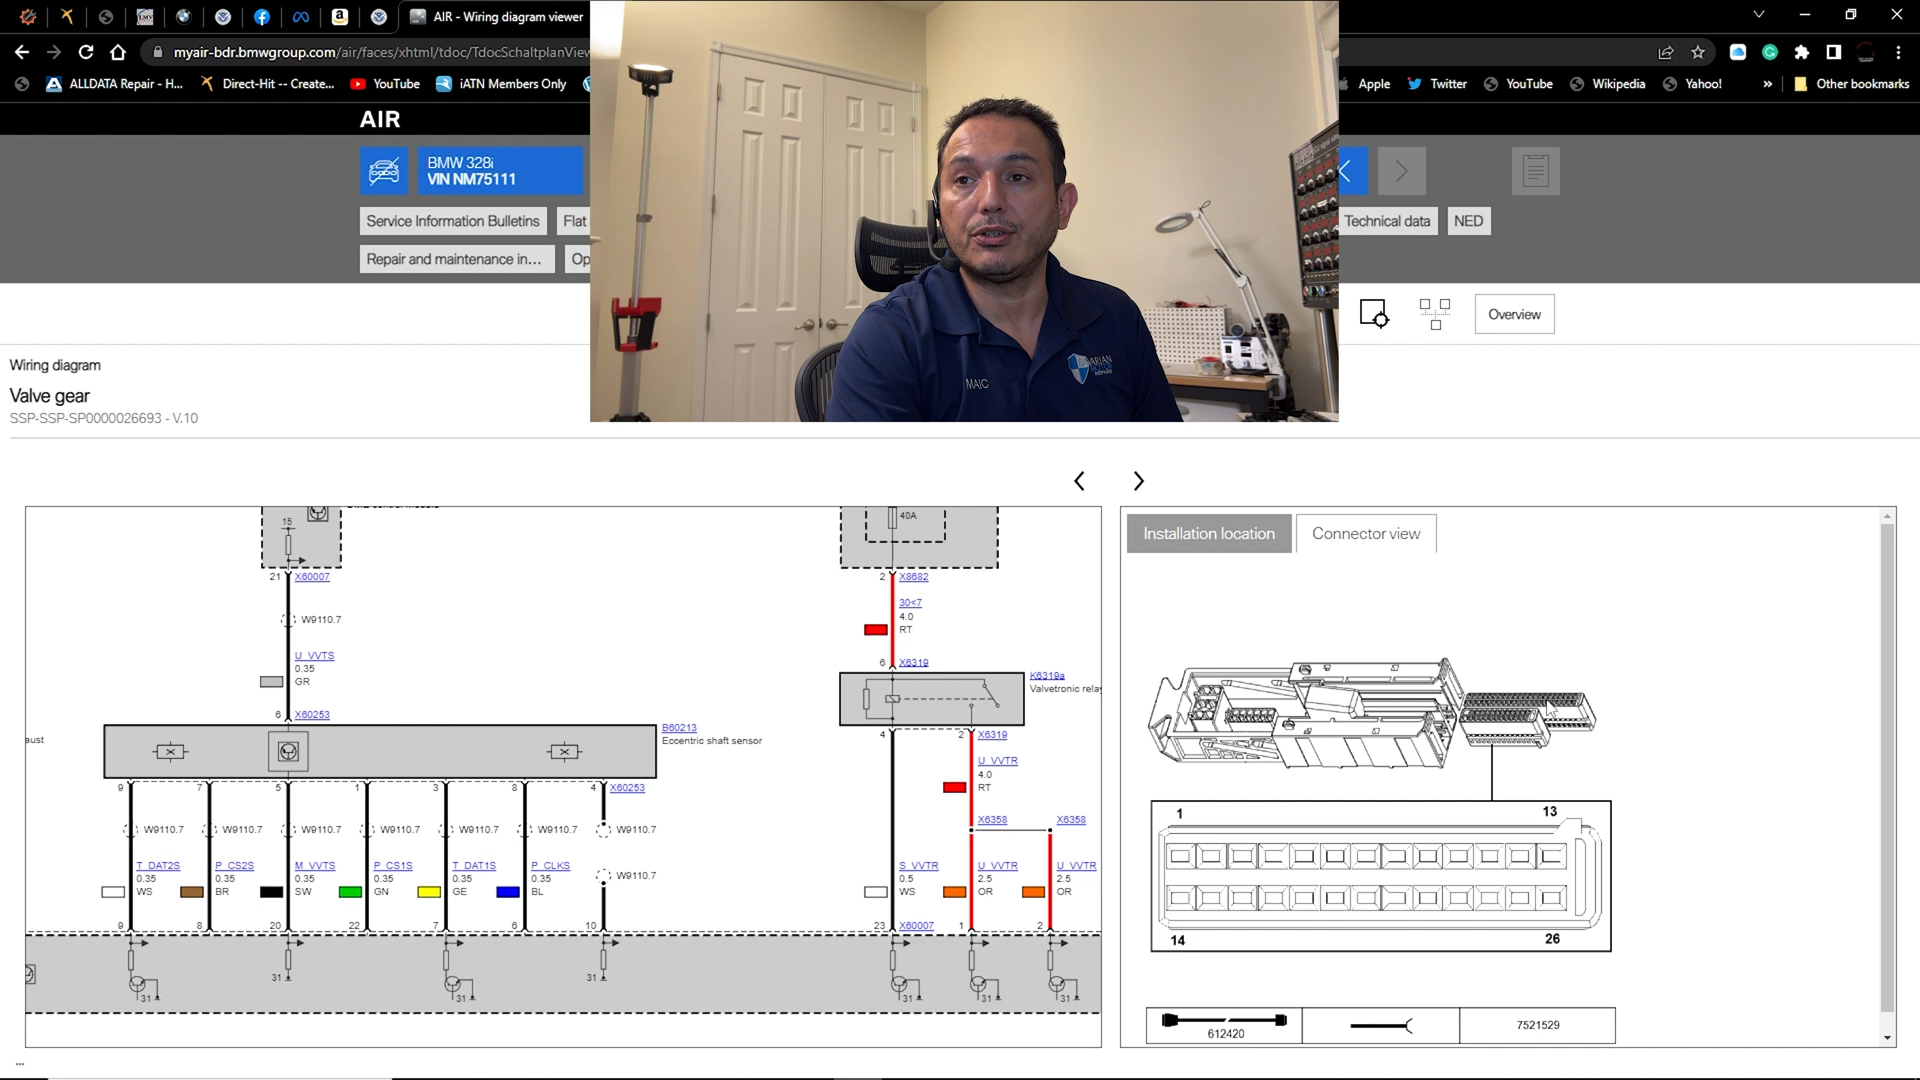 AIR - Wiring diagram viewer
myair-bdr.bmwgroup.com/air/faces/xhtml/tdoc/TdocSchaltplanView
ALLDATA Repair - H...
Direct-Hit -- Create...
YouTube
iATN Members Only
Apple
Twitter
YouTube
Wikipedia
Yahoo!
»
Other bookmarks
AIR
BMW 328i
VIN NM75111
Service Information Bulletins
Flat
Technical data
NED
Repair and maintenance in...
Op
MAIC
Overview
Wiring diagram
Valve gear
SSP-SSP-SP0000026693 - V.10
Installation location
Connector view
15
40A
21 X60007
2 X8682
W9110.7
30<7
4.0
RT
U_VVTS
0.35
GR
6 X6319
6 X60253
K6319a
Valvetronic relay
B60213
Eccentric shaft sensor
aust
4 2 X6319
U_VVTR
4.0
RT
9 7 5 1 3 8 4 X60253
X6358 X6358
W9110.7 W9110.7 W9110.7 W9110.7 W9110.7 W9110.7 W9110.7
T_DAT2S P_CS2S M_VVTS P_CS1S T_DAT1S P_CLKS W9110.7 S_VVTR U_VVTR U_VVTR
0.35 0.35 0.35 0.35 0.35 0.35 0.5 2.5 2.5
WS BR SW GN GE BL WS OR OR
9 8 20 22 7 6 10 23 X60007 1 2
31 31 31 31 31 31 31
1 13
14 26
612420
7521529
...